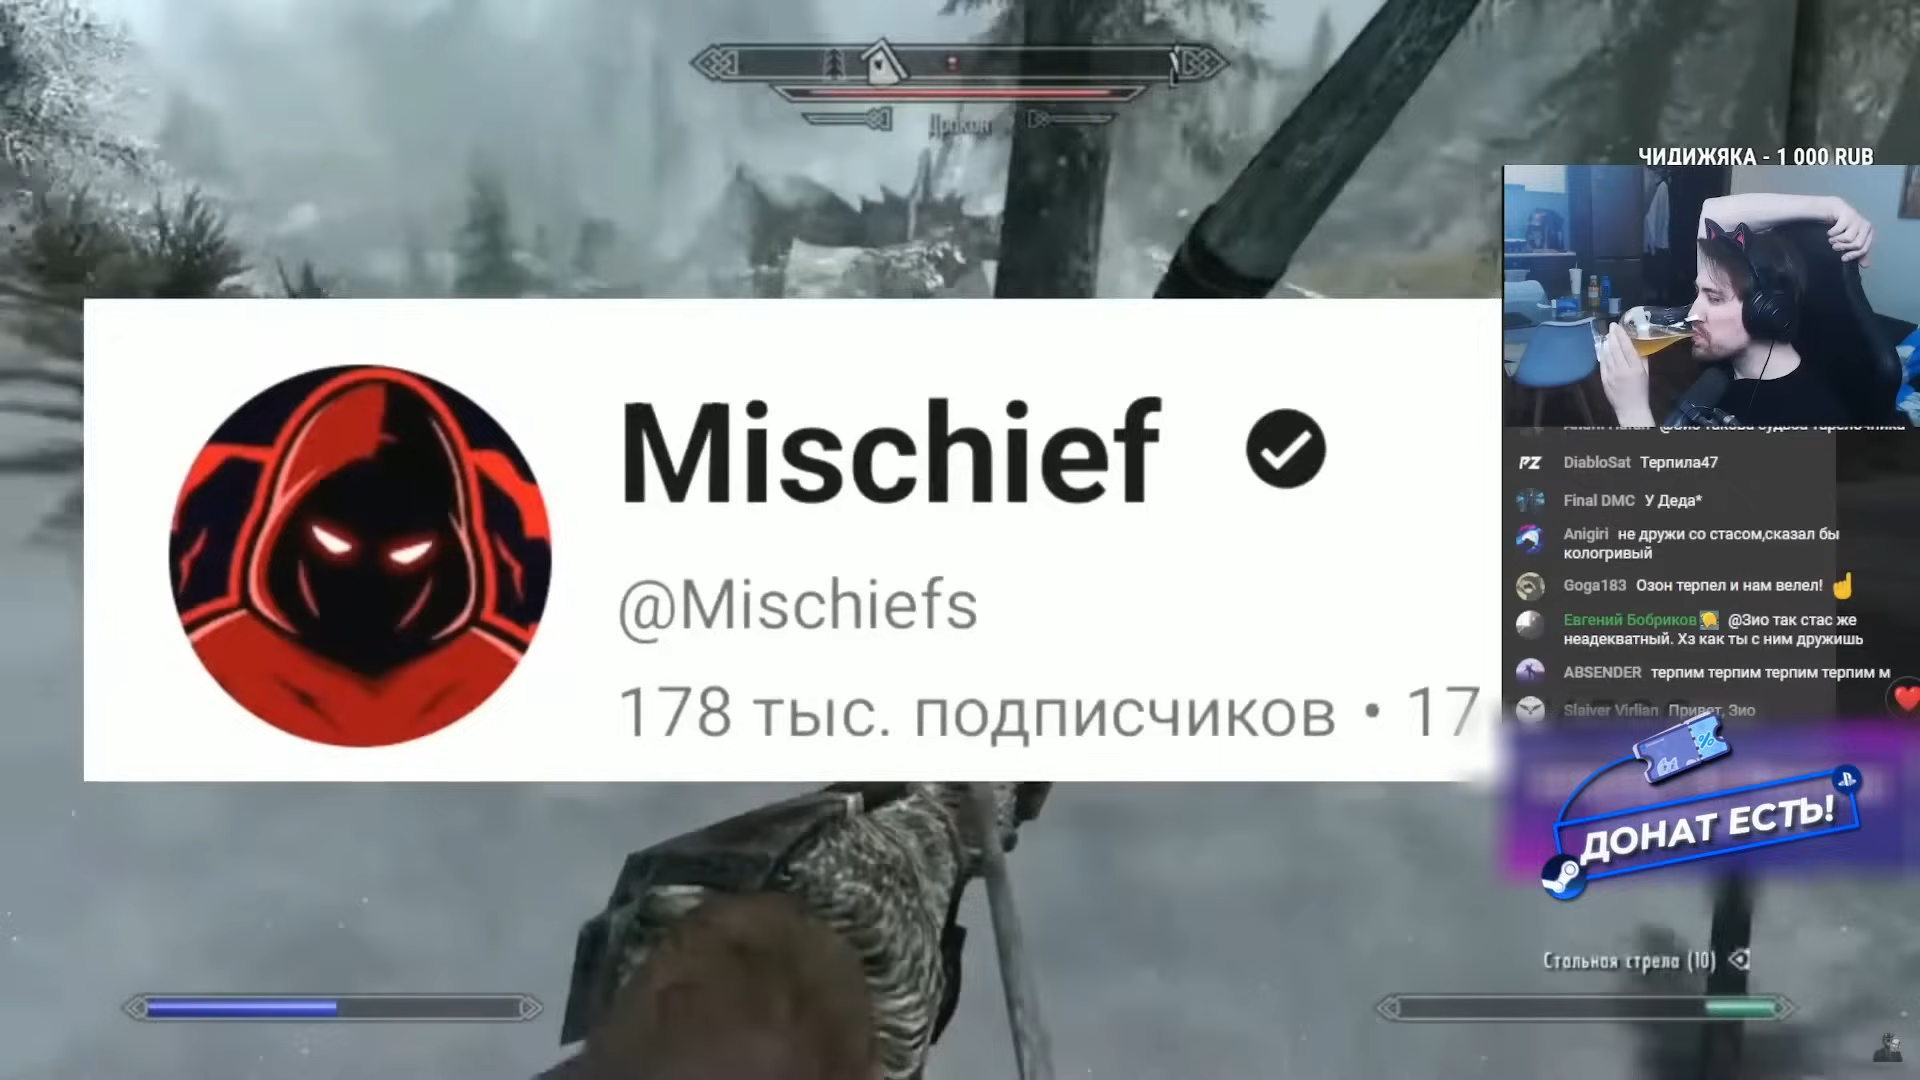 Дракон
ЧИДИЖЯКА - 1 000 RUB
Mischief
@Mischiefs
178 тыс. подписчиков • 17
DiabloSat Терпила47
Final DMC У Деда*
Anigiri не дружи со стасом,сказал бы
кологривый
Goga183 Озон терпел и нам велел!
Евгений Бобриков @Зио так стас же
неадекватный. Хз как ты с ним дружишь
ABSENDER терпим терпим терпим терпим м
Slaiver Virlian Привет, Зио
ДОНАТ ЕСТЬ!
Стальная стрела (10)